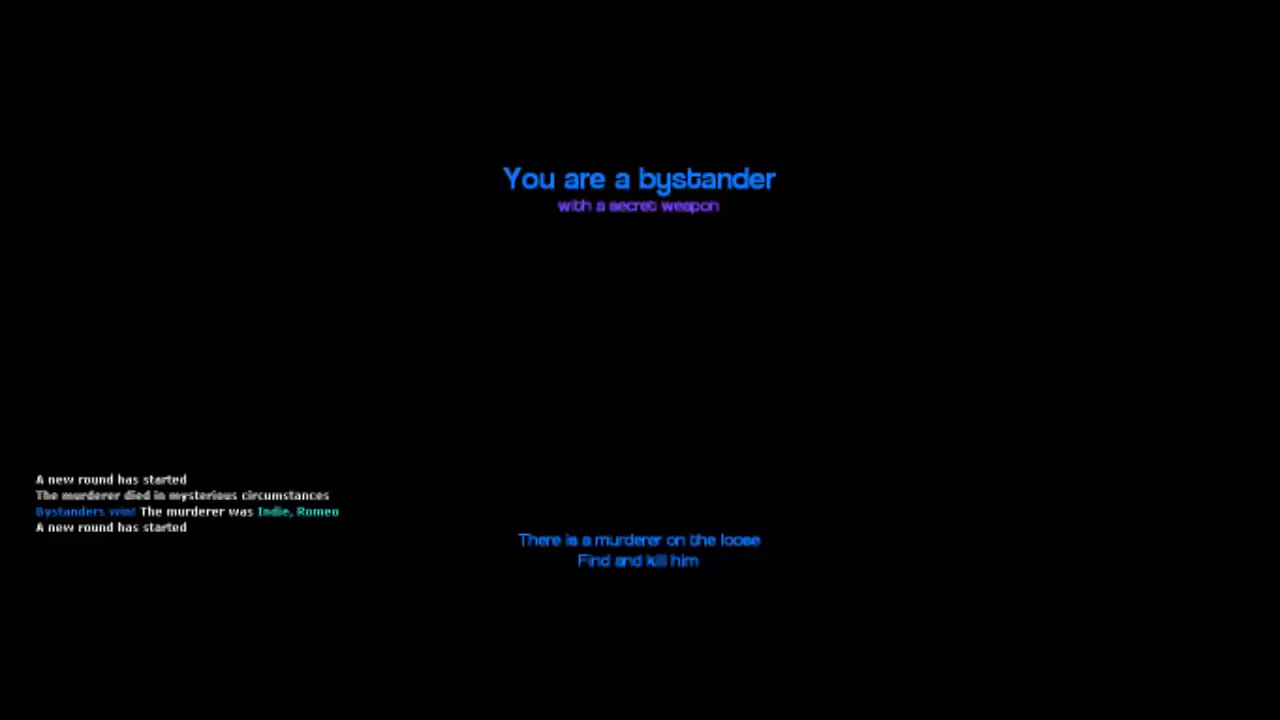 You are a bystander
with a secret weapon
A new round has started
The murderer died in mysterious circumstances
Bystanders win! The murderer was Indie, Romeo
A new round has started
There is a murderer on the loose
Find and kill him